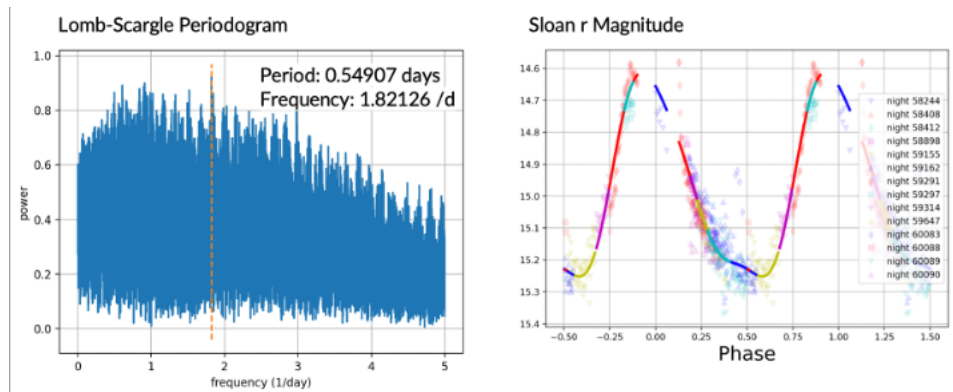 Lomb-Scargle Periodogram
Period: 0.54907 days
Frequency: 1.82126 /d
1.0
0.8
0.6
0.4
0.2
0.0
power
0 1 2 3 4 5
frequency (1/day)
Sloan r Magnitude
14.6
14.7
14.8
14.9
15.0
15.1
15.2
15.3
15.4
night 58244
night 58408
night 58412
night 58898
night 59155
night 59162
night 59291
night 59297
night 59314
night 59647
night 60083
night 60088
night 60089
night 60090
−0.50 −0.25 0.00 0.25 0.50 0.75 1.00 1.25 1.50
Phase